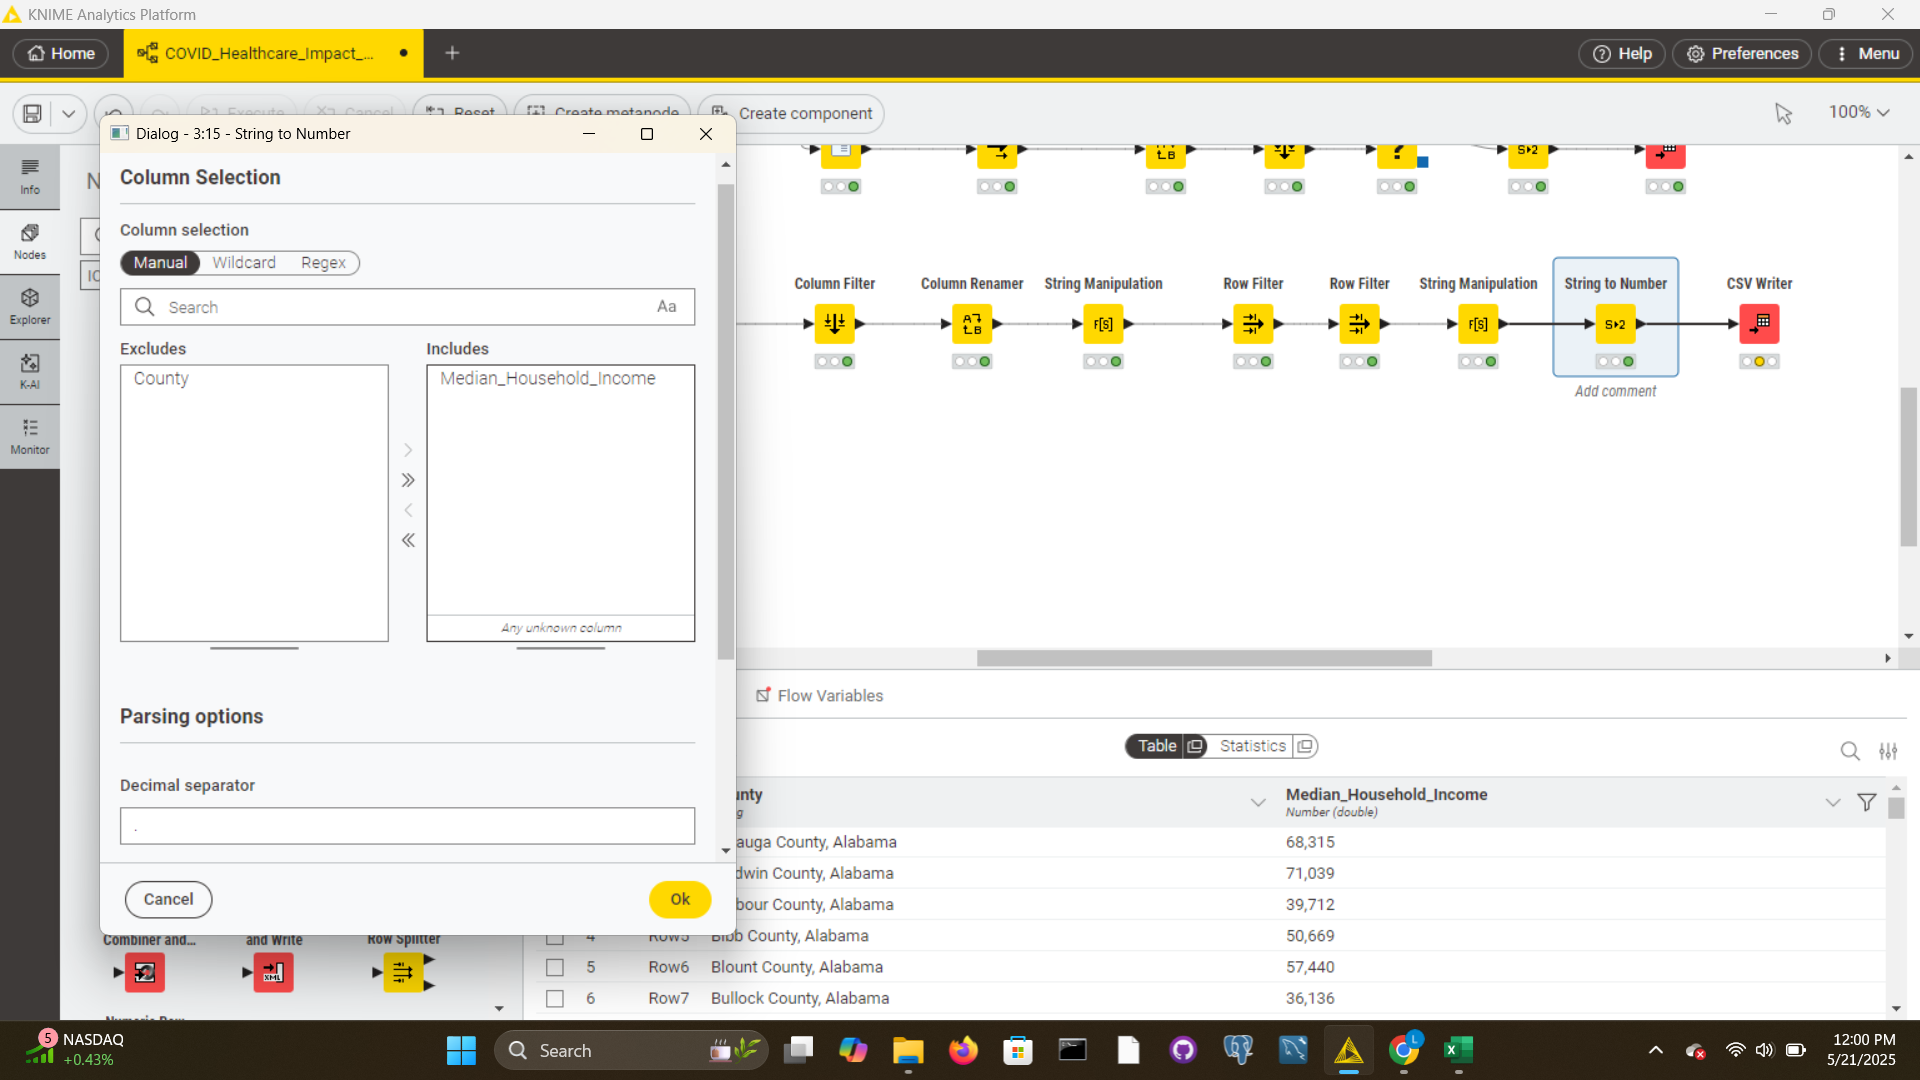 KNIME Analytics Platform
Home
COVID_Healthcare_Impact_...
Help
Preferences
Menu
Execute
Cancel
Reset
Create metanode
Create component
100%
Dialog - 3:15 - String to Number
Info
Nodes
Explorer
K-AI
Monitor
Column Selection
Column selection
Manual
Wildcard
Regex
Search
Aa
Excludes
Includes
County
Median_Household_Income
Any unknown column
Parsing options
Decimal separator
.
Cancel
Ok
Column Filter
Column Renamer
String Manipulation
Row Filter
Row Filter
String Manipulation
String to Number
CSV Writer
Add comment
Flow Variables
Table
Statistics
Median_Household_Income
Number (double)
County, Alabama 68,315
County, Alabama 71,039
County, Alabama 39,712
4 Row5 Bibb County, Alabama 50,669
5 Row6 Blount County, Alabama 57,440
6 Row7 Bullock County, Alabama 36,136
Combiner and...
and Write
Row Splitter
XML
5
NASDAQ
+0.43%
Search
12:00 PM
5/21/2025